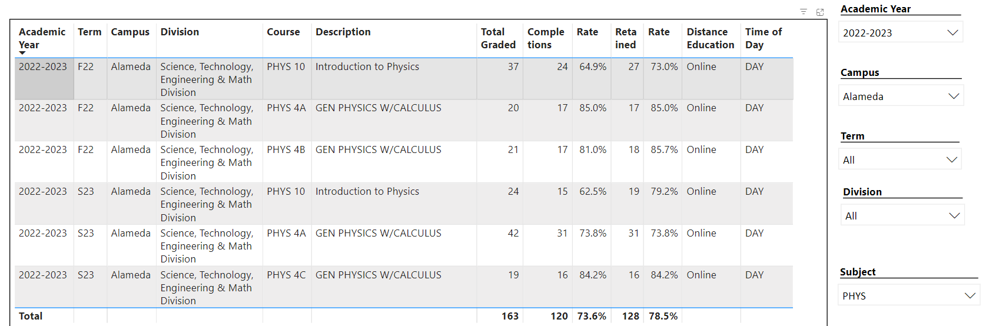 Academic Year Term Campus Division Course Description Total Graded Comple tions Rate Reta ined Rate Distance Education Time of Day
2022-2023 F22 Alameda Science, Technology, Engineering & Math Division PHYS 10 Introduction to Physics 37 24 64.9% 27 73.0% Online DAY
2022-2023 F22 Alameda Science, Technology, Engineering & Math Division PHYS 4A GEN PHYSICS W/CALCULUS 20 17 85.0% 17 85.0% Online DAY
2022-2023 F22 Alameda Science, Technology, Engineering & Math Division PHYS 4B GEN PHYSICS W/CALCULUS 21 17 81.0% 18 85.7% Online DAY
2022-2023 S23 Alameda Science, Technology, Engineering & Math Division PHYS 10 Introduction to Physics 24 15 62.5% 19 79.2% Online DAY
2022-2023 S23 Alameda Science, Technology, Engineering & Math Division PHYS 4A GEN PHYSICS W/CALCULUS 42 31 73.8% 31 73.8% Online DAY
2022-2023 S23 Alameda Science, Technology, Engineering & Math Division PHYS 4C GEN PHYSICS W/CALCULUS 19 16 84.2% 16 84.2% Online DAY
Total 163 120 73.6% 128 78.5%
Academic Year
2022-2023
Campus
Alameda
Term
All
Division
All
Subject
PHYS